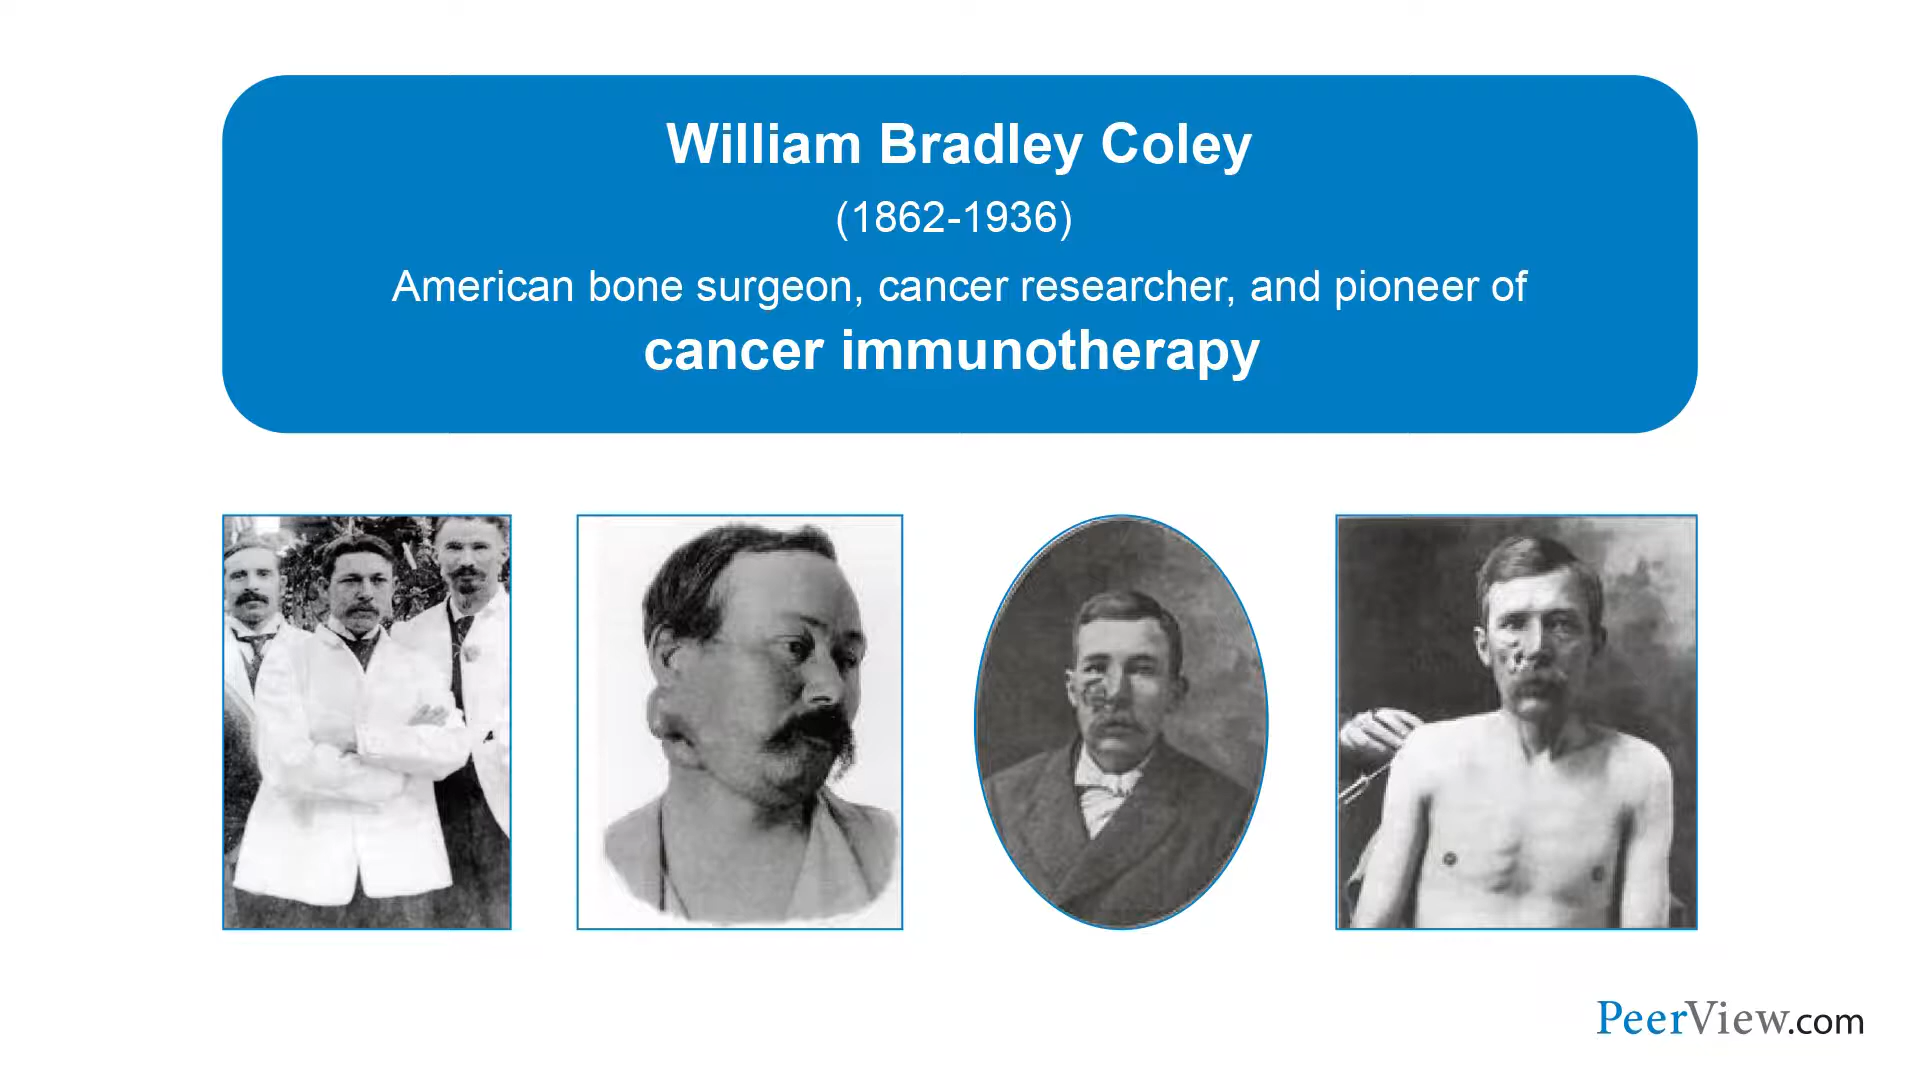 William Bradley Coley
(1862-1936)
American bone surgeon, cancer researcher, and pioneer of
cancer immunotherapy
PeerView.com